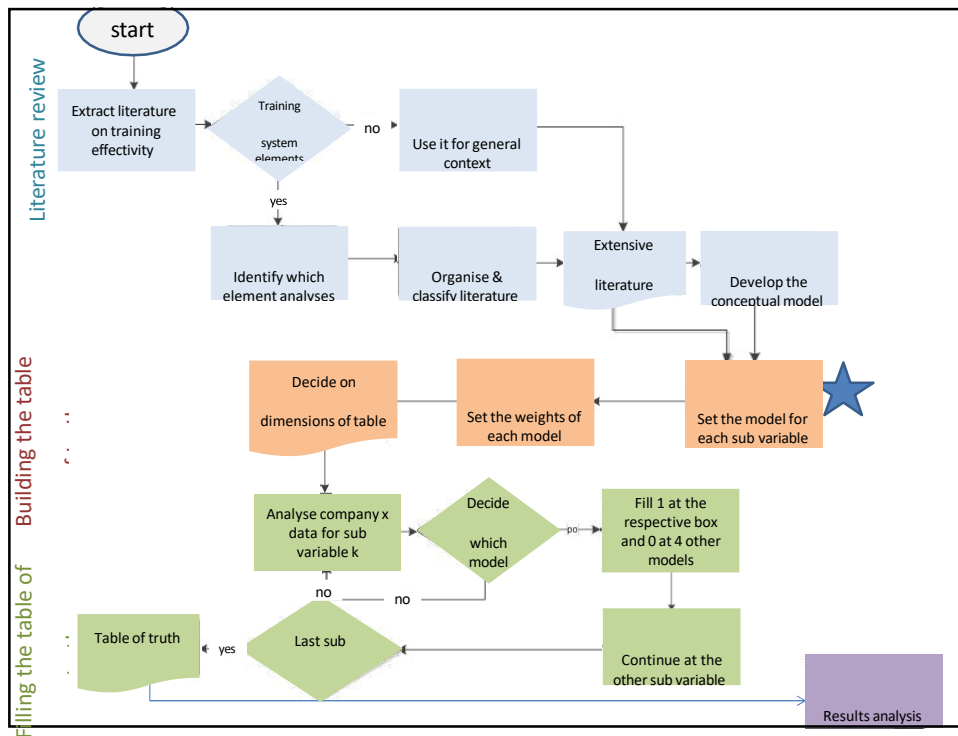 start
Literature review
Extract literature
on training
effectivity
Training
system
elements
no
Use it for general
context
yes
Identify which
element analyses
Organise &
classify literature
Extensive
literature
Develop the
conceptual model
Building the table
Decide on
dimensions of table
Set the weights of
each model
Set the model for
each sub variable
Filling the table of
Analyse company x
data for sub
variable k
Decide
which
model
po
Fill 1 at the
respective box
and 0 at 4 other
models
no
no
Table of truth
yes
Last sub
Continue at the
other sub variable
Results analysis